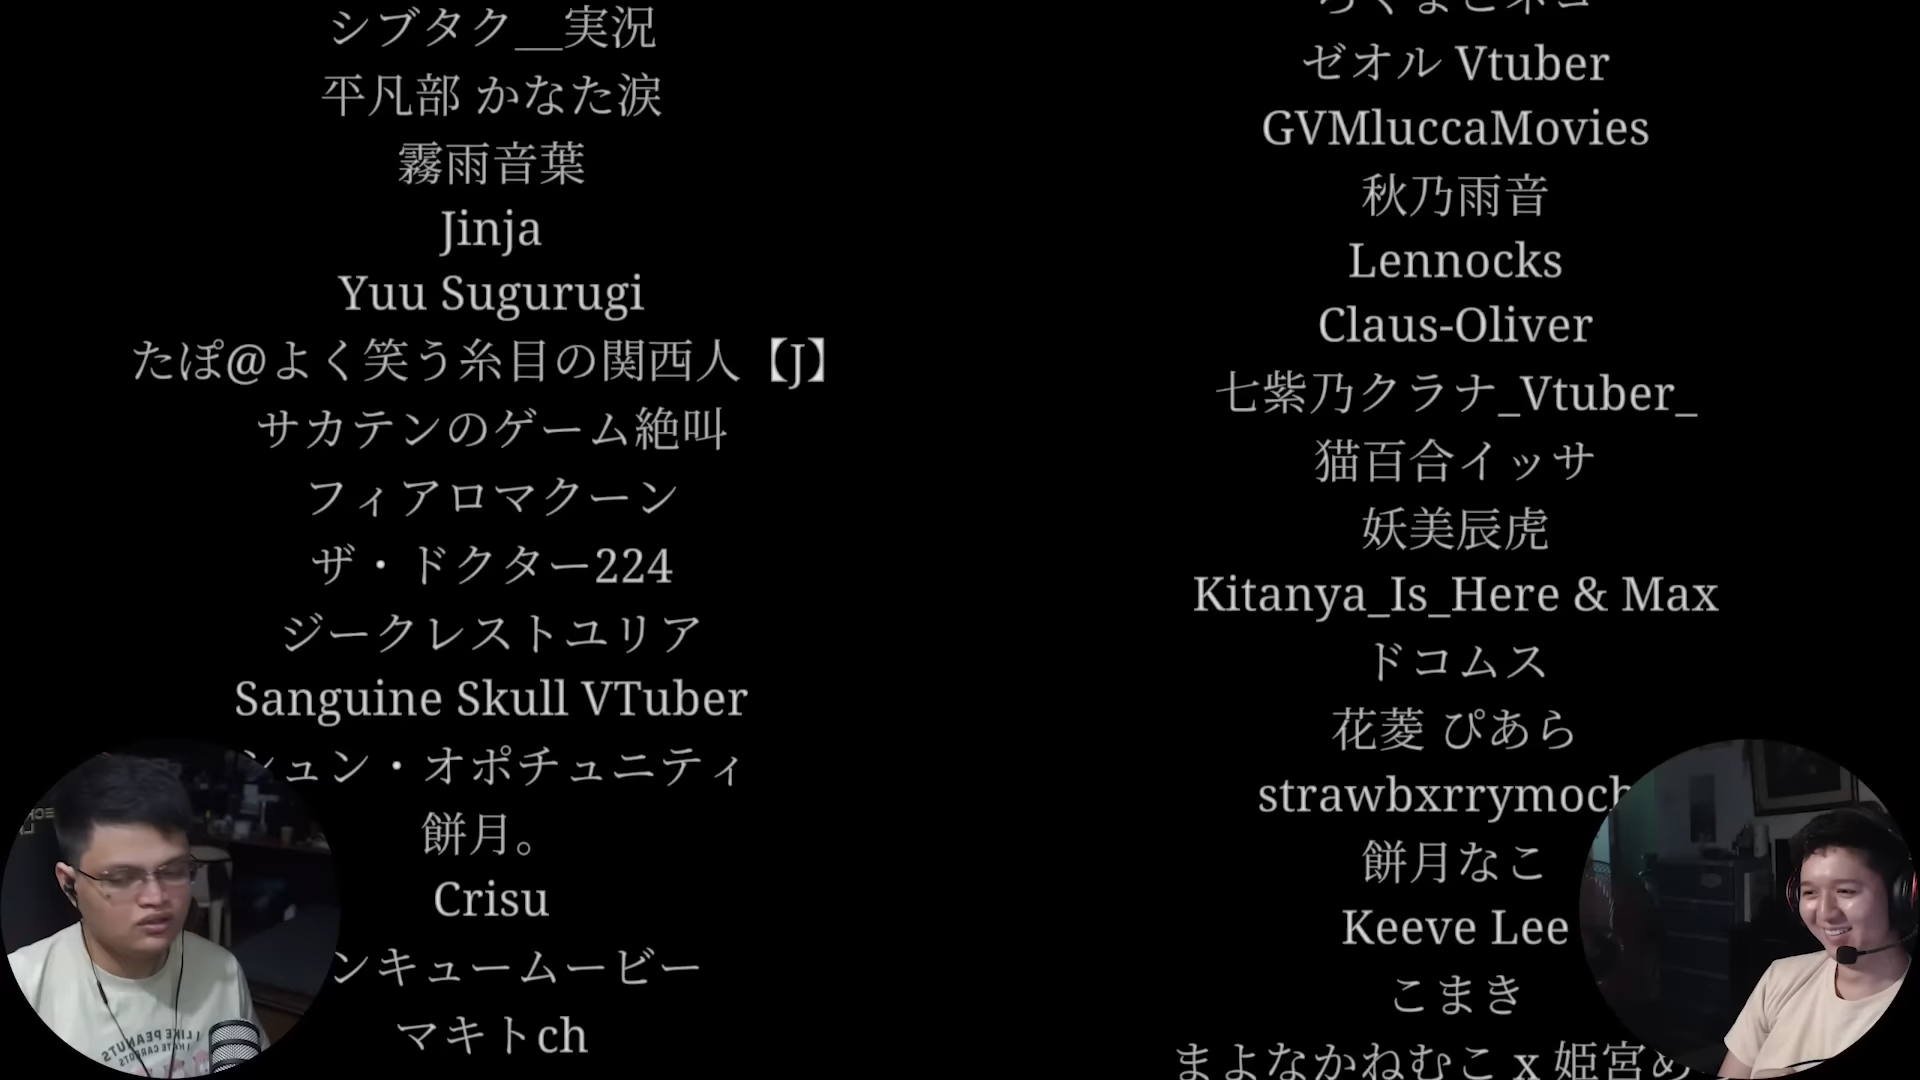 シブタク__実況
平凡部 かなた涙
霧雨音葉
Jinja
Yuu Sugurugi
たぽ@よく笑う糸目の関西人【J】
サカテンのゲーム絶叫
フィアロマクーン
ザ・ドクター224
ジークレストユリア
Sanguine Skull VTuber
シュン・オポチュニティ
餅月。
Crisu
ンキュームービー
マキトch
ゼオル Vtuber
GVMluccaMovies
秋乃雨音
Lennocks
Claus-Oliver
七紫乃クラナ_Vtuber_
猫百合イッサ
妖美辰虎
Kitanya_Is_Here & Max
ドコムス
花菱 ぴあら
strawbxrrymoch
餅月なこ
Keeve Lee
こまき
まよなかねむこ x 姫宮め
I LIKE PEANUTS
I HATE CARROTS